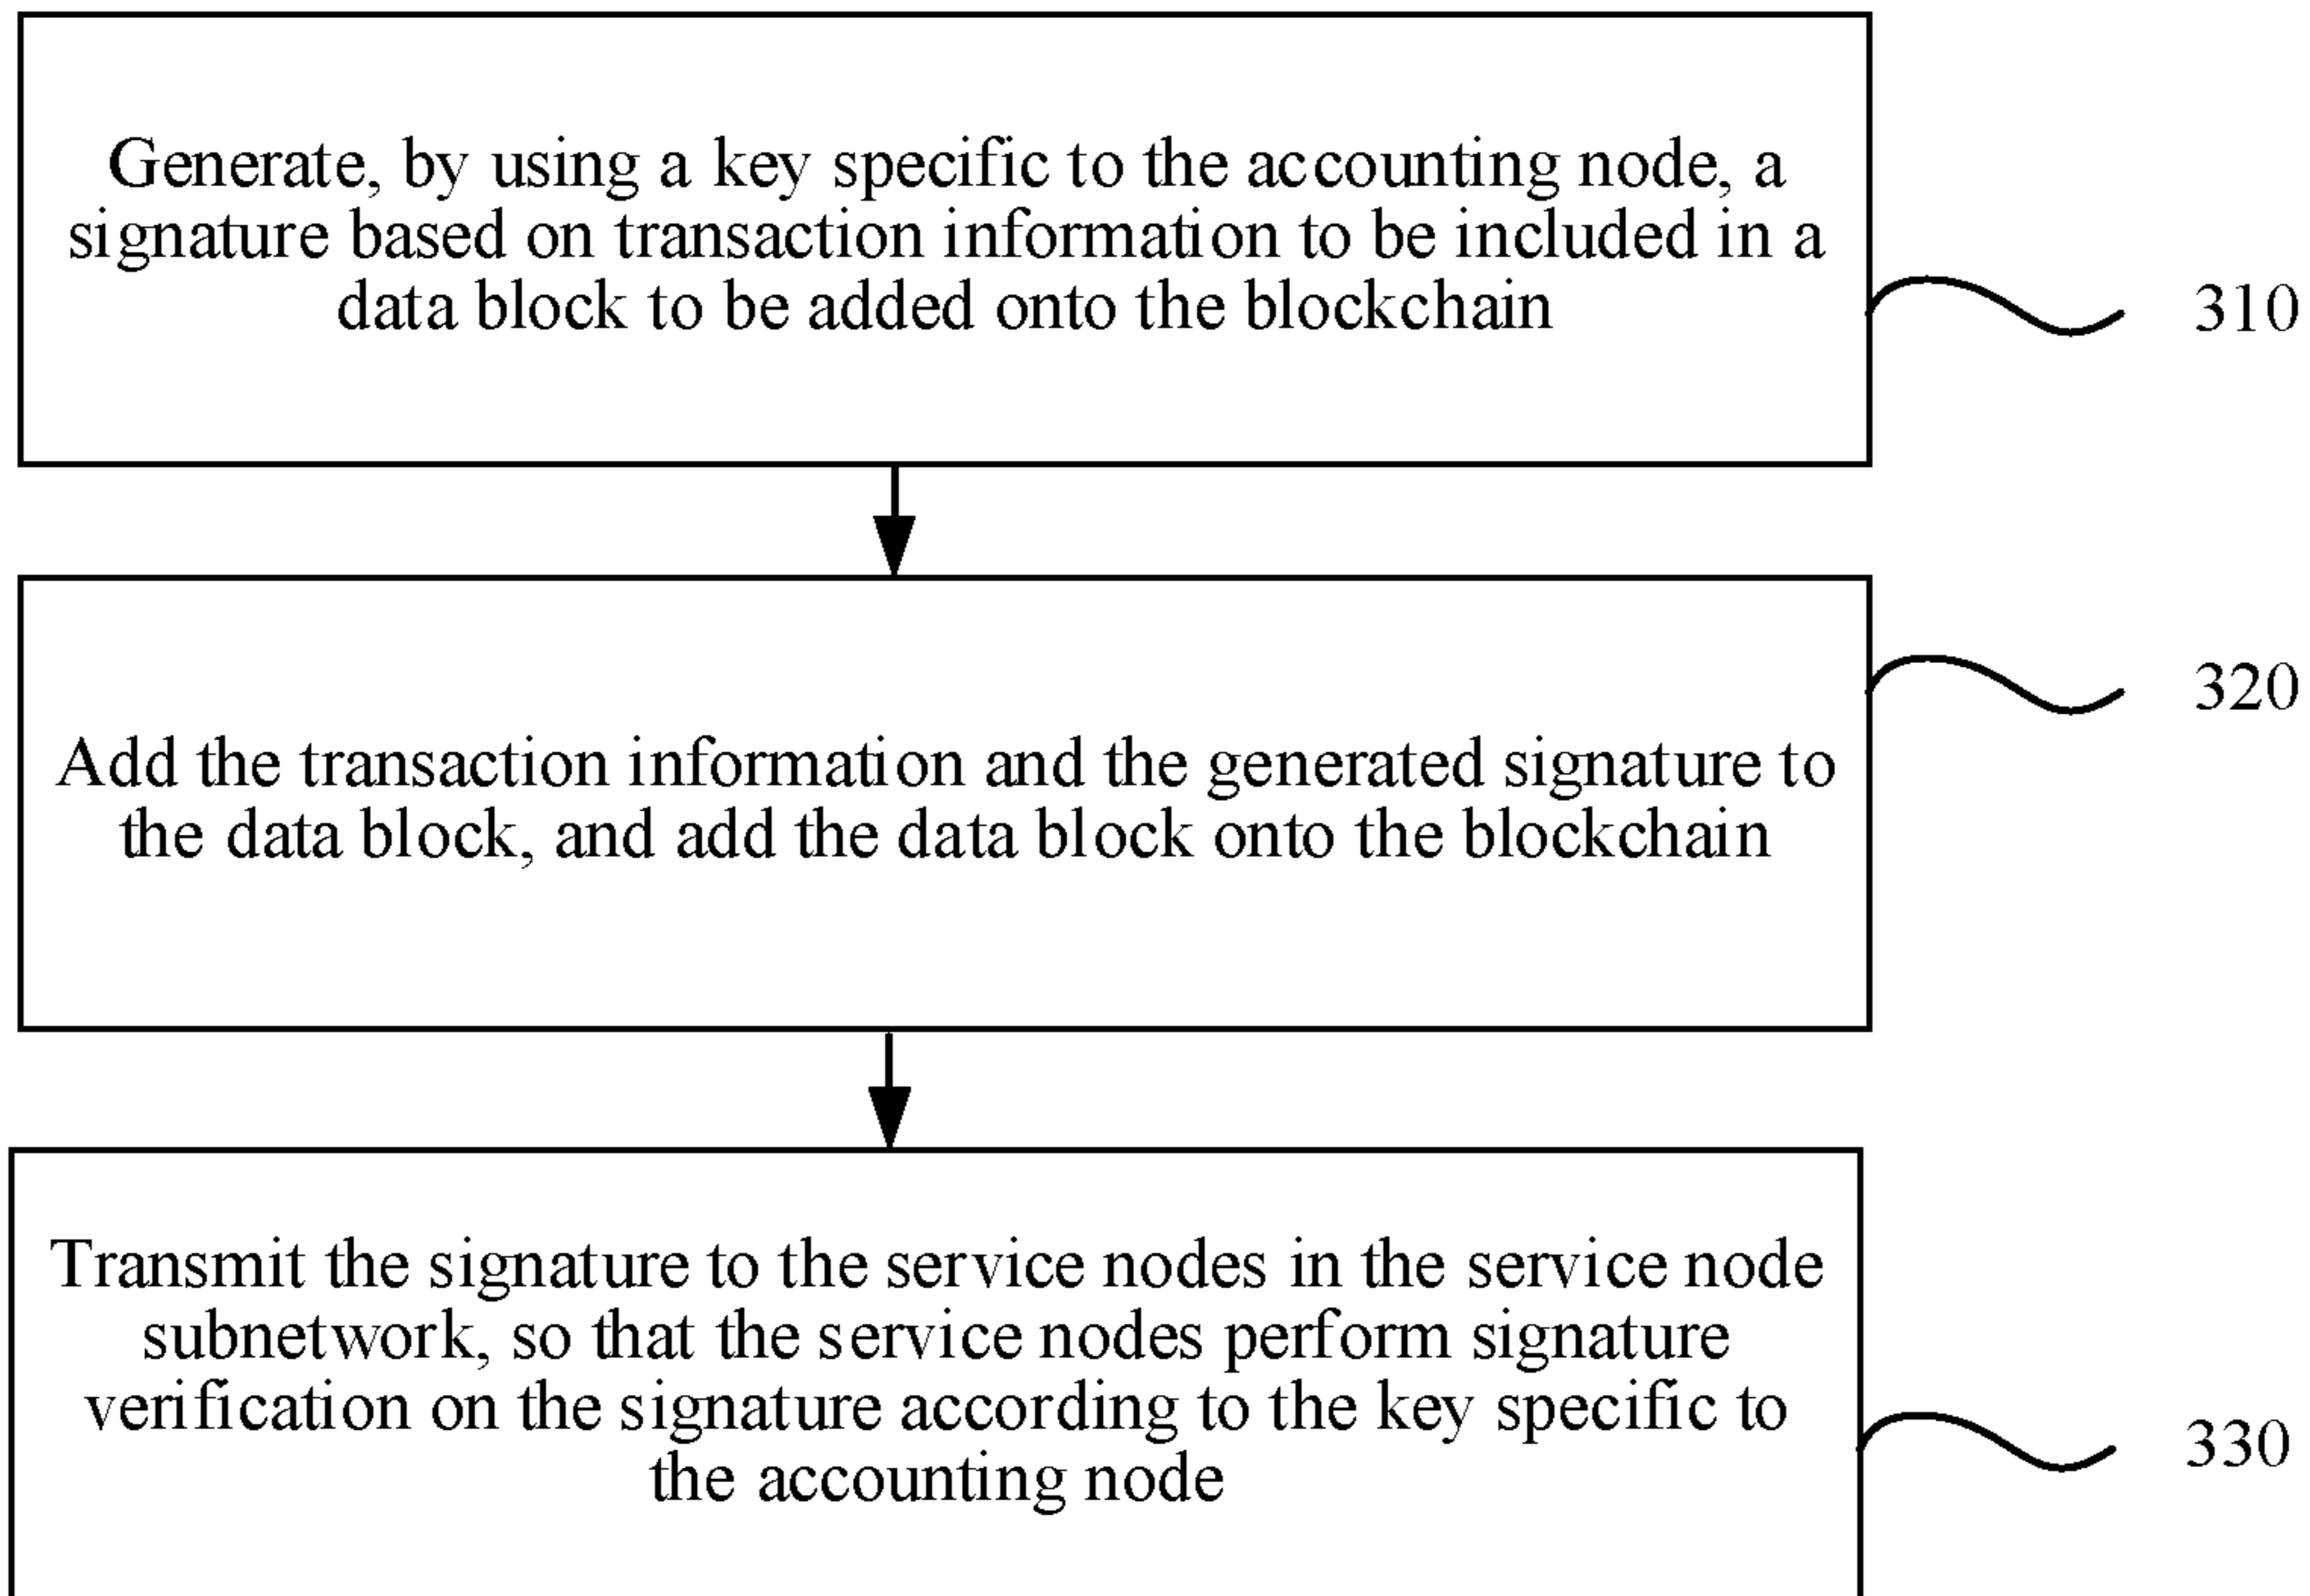 Generate, by using a key specific to the accounting node, a
signature based on transaction information to be included in a
data block to be added onto the blockchain
310
320
Add the transaction information and the generated signature to
the data block, and add the data block onto the blockchain
Transmit the signature to the service nodes in the service node
subnetwork, so that the service nodes perform signature
verification on the signature according to the key specific to
the accounting node
330